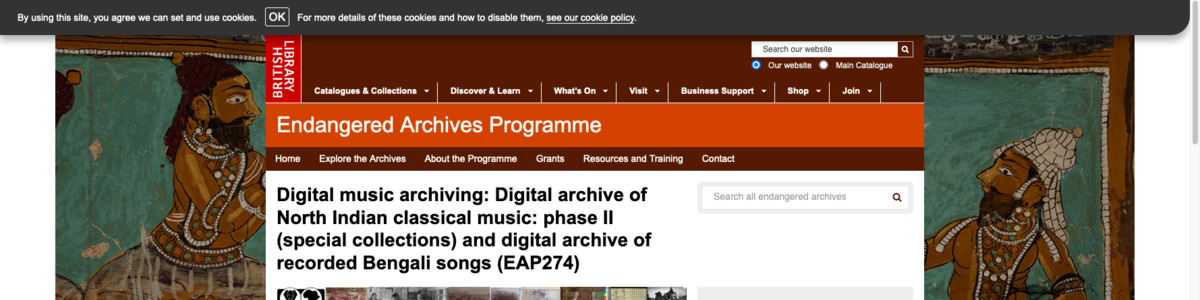 By using this site, you agree we can set and use cookies. OK For more details of these cookies and how to disable them, see our cookie policy.
BRITISH
LIBRARY
Search our website
Our website Main Catalogue
Catalogues & Collections Discover & Learn What's On Visit Business Support Shop Join
Endangered Archives Programme
Home Explore the Archives About the Programme Grants Resources and Training Contact
Digital music archiving: Digital archive of
North Indian classical music: phase II
(special collections) and digital archive of
recorded Bengali songs (EAP274)
Search all endangered archives